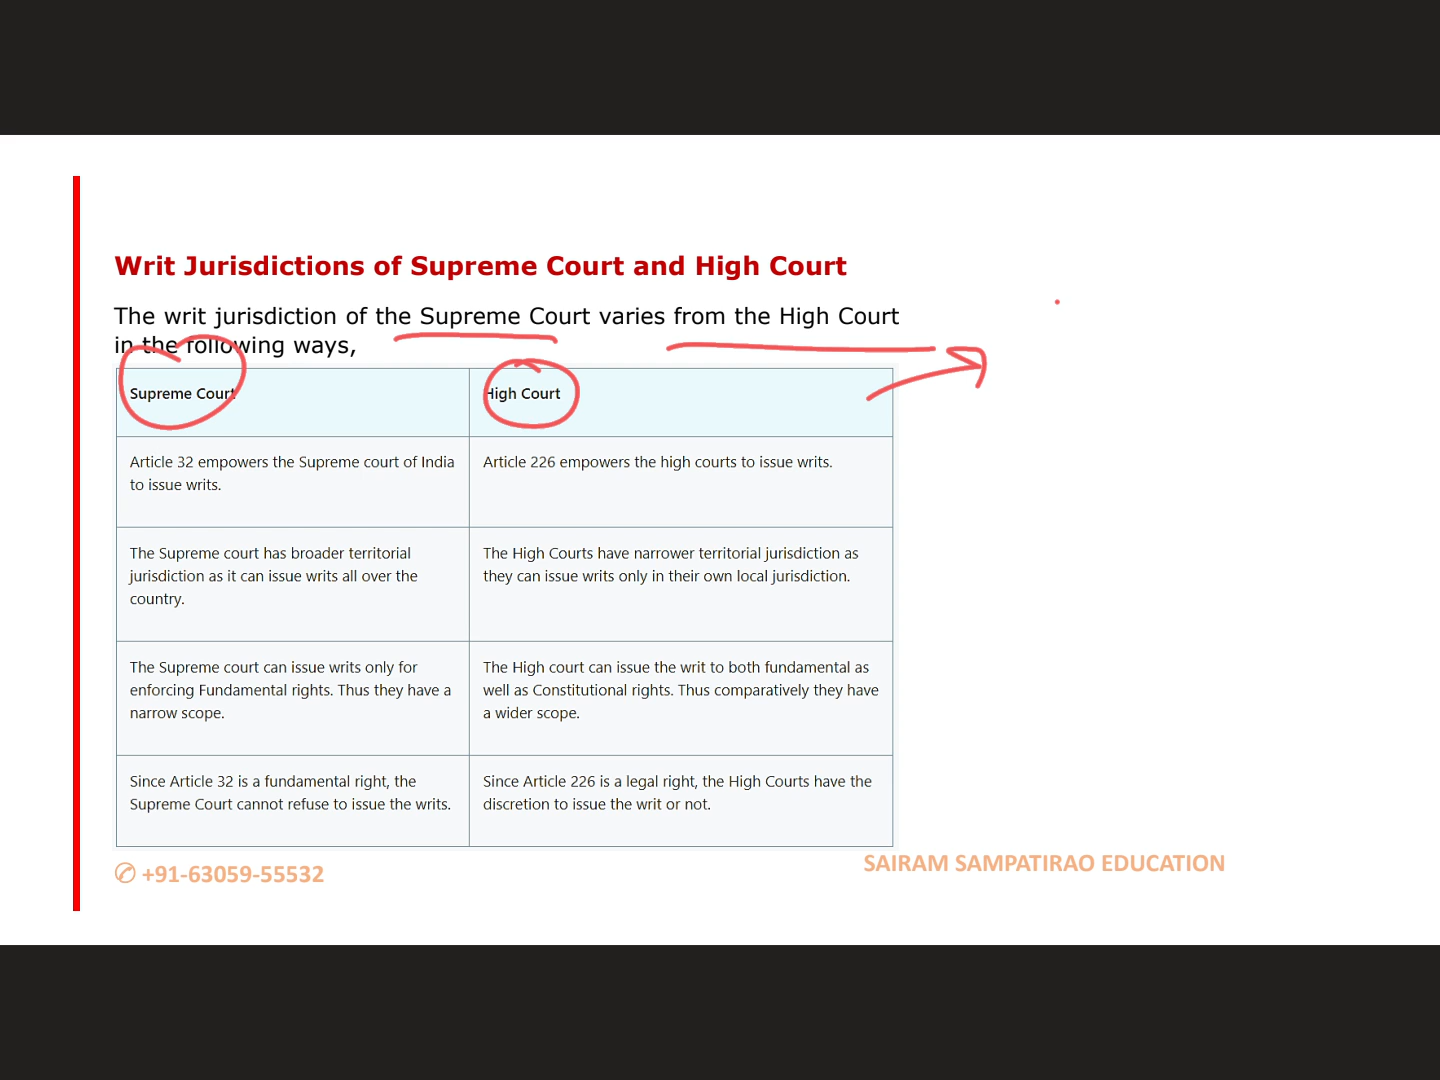 Writ Jurisdictions of Supreme Court and High Court
The writ jurisdiction of the Supreme Court varies from the High Court
in the following ways,
Supreme Court
High Court
Article 32 empowers the Supreme court of India
to issue writs.
Article 226 empowers the high courts to issue writs.
The Supreme court has broader territorial
jurisdiction as it can issue writs all over the
country.
The High Courts have narrower territorial jurisdiction as
they can issue writs only in their own local jurisdiction.
The Supreme court can issue writs only for
enforcing Fundamental rights. Thus they have a
narrow scope.
The High court can issue the writ to both fundamental as
well as Constitutional rights. Thus comparatively they have
a wider scope.
Since Article 32 is a fundamental right, the
Supreme Court cannot refuse to issue the writs.
Since Article 226 is a legal right, the High Courts have the
discretion to issue the writ or not.
✆ +91-63059-55532
SAIRAM SAMPATIRAO EDUCATION